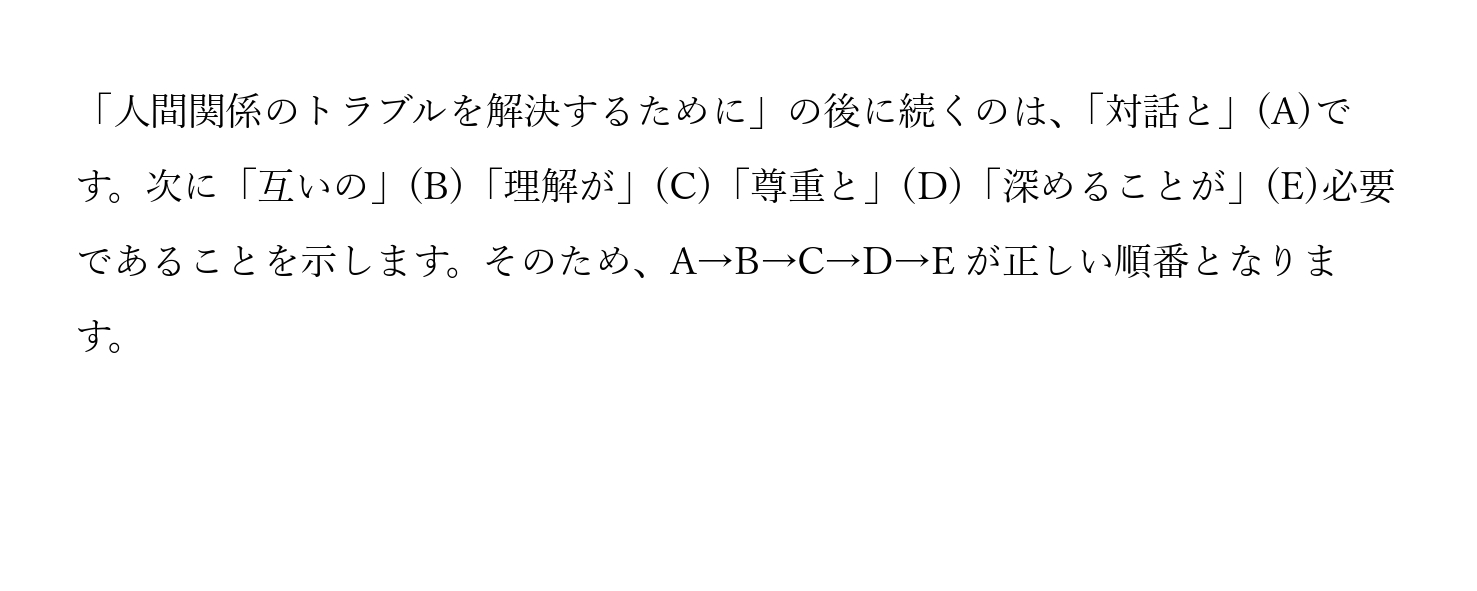 「人間関係のトラブルを解決するために」の後に続くのは、「対話と」(A)で
す。次に「互いの」(B)「理解が」(C)「尊重と」(D)「深めることが」(E)必要
であることを示します。そのため、A→B→C→D→E が正しい順番となりま
す。